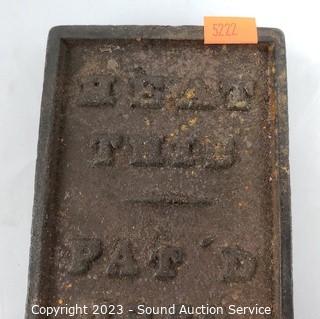 5222
HEAT
THIS
PAT'D
Copyright 2023 - Sound Auction Service